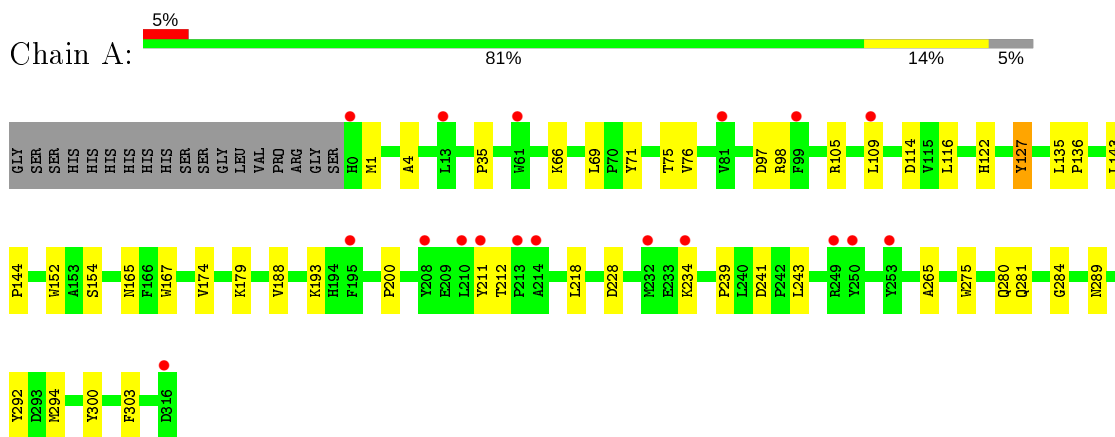 5%
Chain A:
81% 14% 5%
GLY SER SER HIS HIS HIS HIS HIS HIS SER SER GLY LEU VAL PRO ARG GLY SER H0 M1 A4 L13 P35 W61 K66 L69 P70 Y71 T75 V76 V81 D97 R98 F99 R105 L109 D114 V115 L116 H122 Y127 L135 P136 L143
P144 W152 A153 S154 N165 F166 W167 V174 K179 V188 K193 H194 F195 P200 Y208 E209 L210 Y211 T212 P213 A214 L218 D228 M232 E233 K234 P239 L240 D241 P242 L243 R249 Y250 Y253 A265 W275 Q280 Q281 G284 N289
Y292 D293 M294 Y300 F303 D316